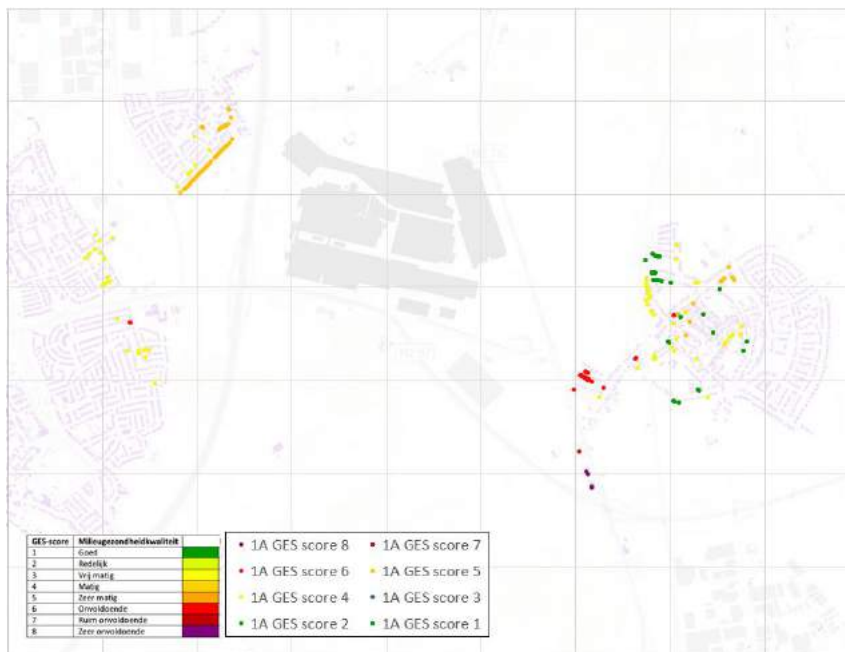 GES-score Milieugezondheidkwaliteit
1 Goed
2 Redelijk
3 Vrij matig
4 Matig
5 Zeer matig
6 Onvoldoende
7 Ruim onvoldoende
8 Zeer onvoldoende
1A GES score 8 1A GES score 7
1A GES score 6 1A GES score 5
1A GES score 4 1A GES score 3
1A GES score 2 1A GES score 1